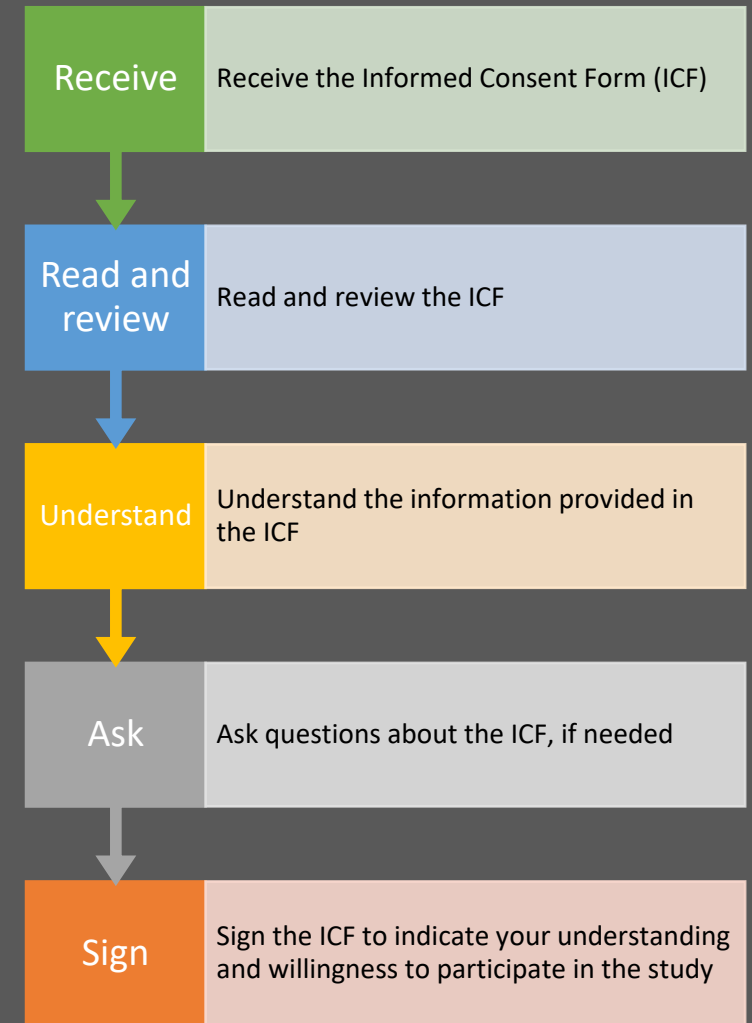 Receive
Receive the Informed Consent Form (ICF)
Read and
review
Read and review the ICF
Understand
Understand the information provided in
the ICF
Ask
Ask questions about the ICF, if needed
Sign
Sign the ICF to indicate your understanding
and willingness to participate in the study